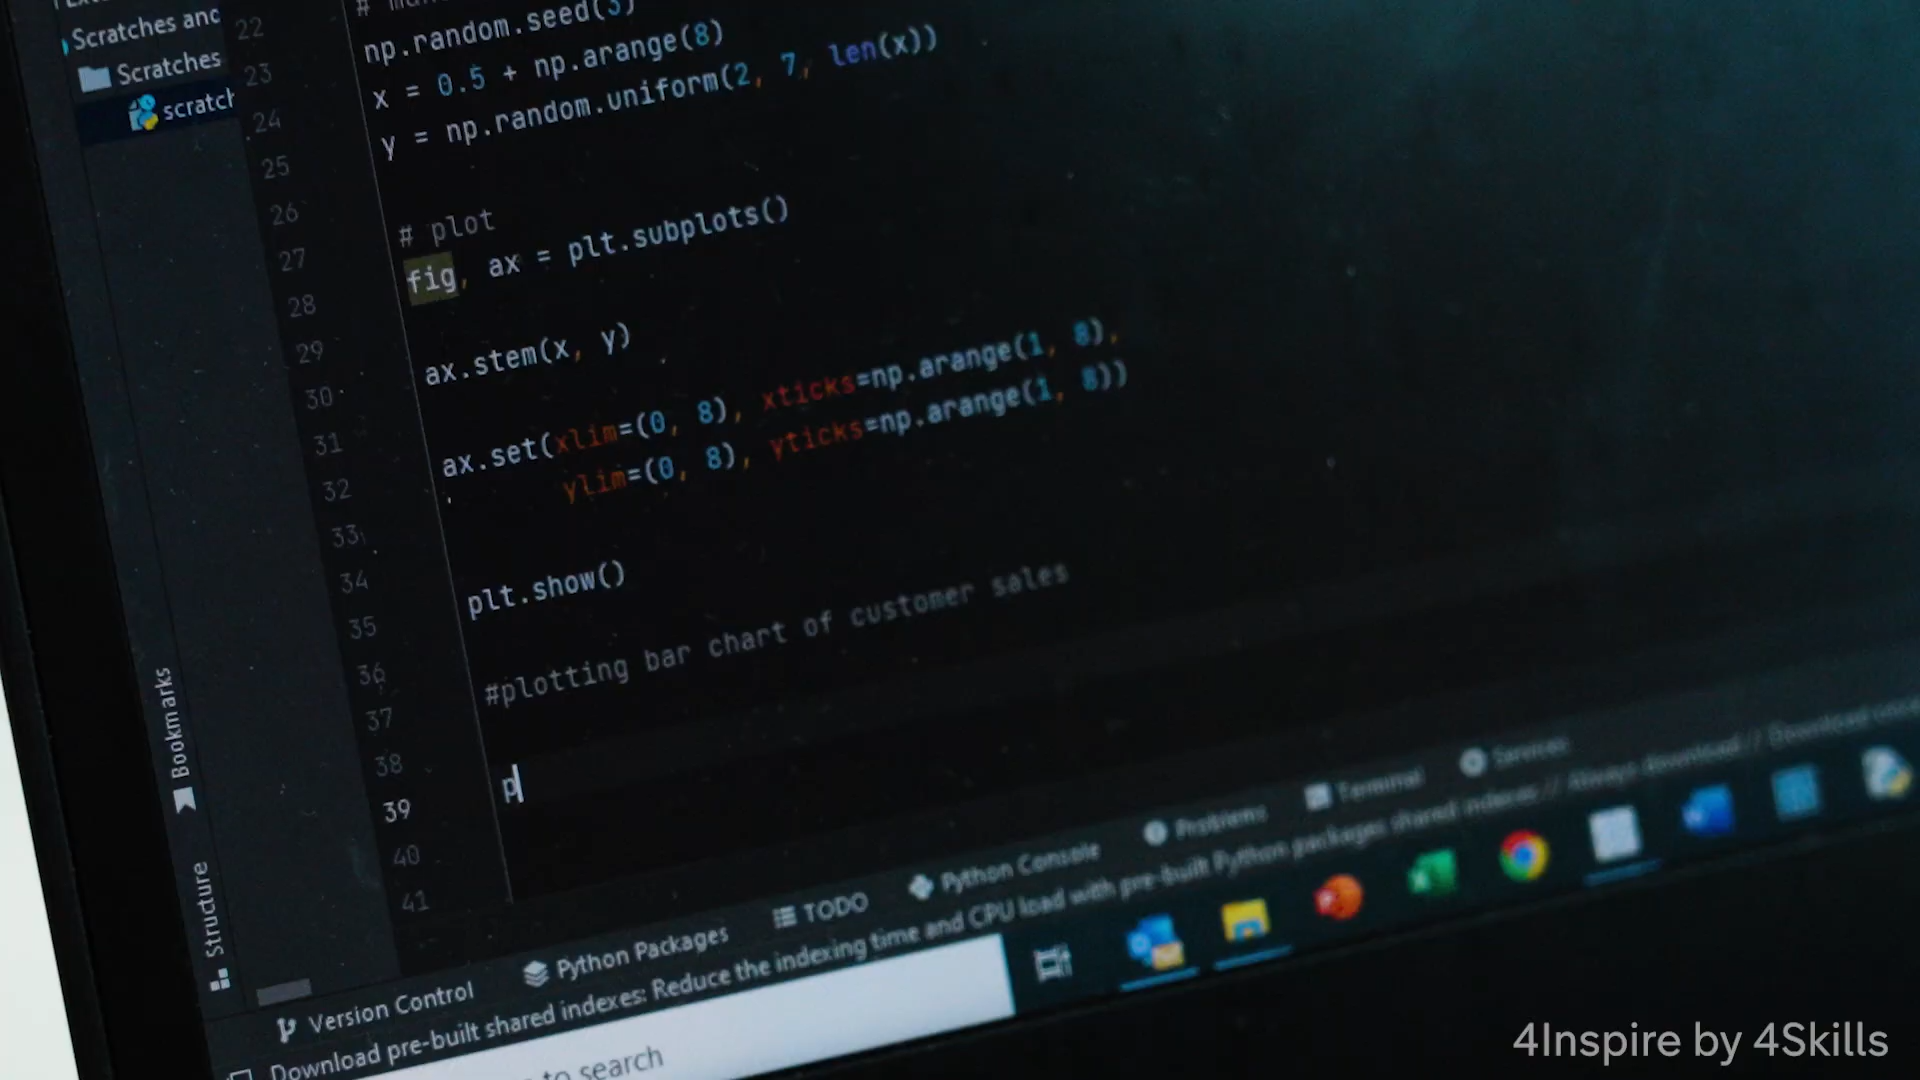 Scratches and
Scratches
scratch
22
23
24
25
26
27
28
29
30
31
32
33
34
35
36
37
38
39
40
41
np.random.seed(3)
x = 0.5 + np.arange(8)
y = np.random.uniform(2, 7, len(x))
# plot
fig, ax = plt.subplots()
ax.stem(x, y)
ax.set(xlim=(0, 8), xticks=np.arange(1, 8),
ylim=(0, 8), yticks=np.arange(1, 8))
plt.show()
#plotting bar chart of customer sales
p
Bookmarks
Structure
Version Control
Python Packages
TODO
Python Console
Problems
Terminal
Services
Download pre-built shared indexes: Reduce the indexing time and CPU load with pre-built Python packages shared indexes // Always download // Download once
to search
4Inspire by 4Skills